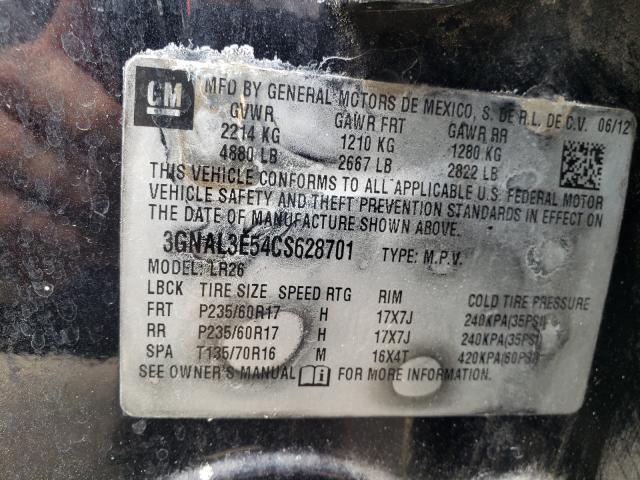 GM
MFD BY GENERAL MOTORS DE MEXICO, S. DE R.L. DE C.V. 06/12
GVWR GAWR FRT GAWR RR
2214 KG 1210 KG 1280 KG
4880 LB 2667 LB 2822 LB
THIS VEHICLE CONFORMS TO ALL APPLICABLE U.S. FEDERAL MOTOR
VEHICLE SAFETY AND THEFT PREVENTION STANDARDS IN EFFECT ON
THE DATE OF MANUFACTURE SHOWN ABOVE.
3GNAL3E54CS628701 TYPE: M.P.V.
MODEL: LR26
LBCK TIRE SIZE SPEED RTG RIM COLD TIRE PRESSURE
FRT P235/60R17 H 17X7J 240KPA(35PSI)
RR P235/60R17 H 17X7J 240KPA(35PSI)
SPA T135/70R16 M 16X4T 420KPA(60PSI)
SEE OWNER'S MANUAL FOR MORE INFORMATION.